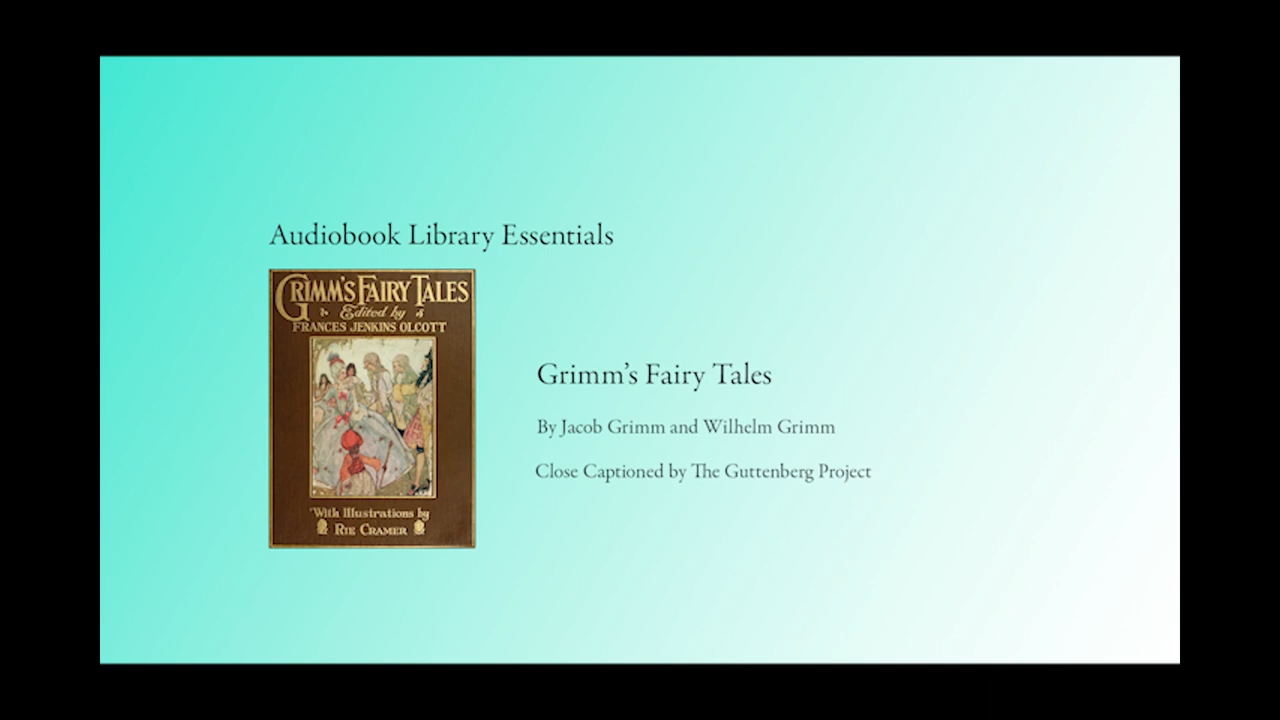 Audiobook Library Essentials
GRIMM'S FAIRY TALES
Edited by
FRANCES JENKINS OLCOTT
With Illustrations by
RIE CRAMER
Grimm's Fairy Tales
By Jacob Grimm and Wilhelm Grimm
Close Captioned by The Guttenberg Project